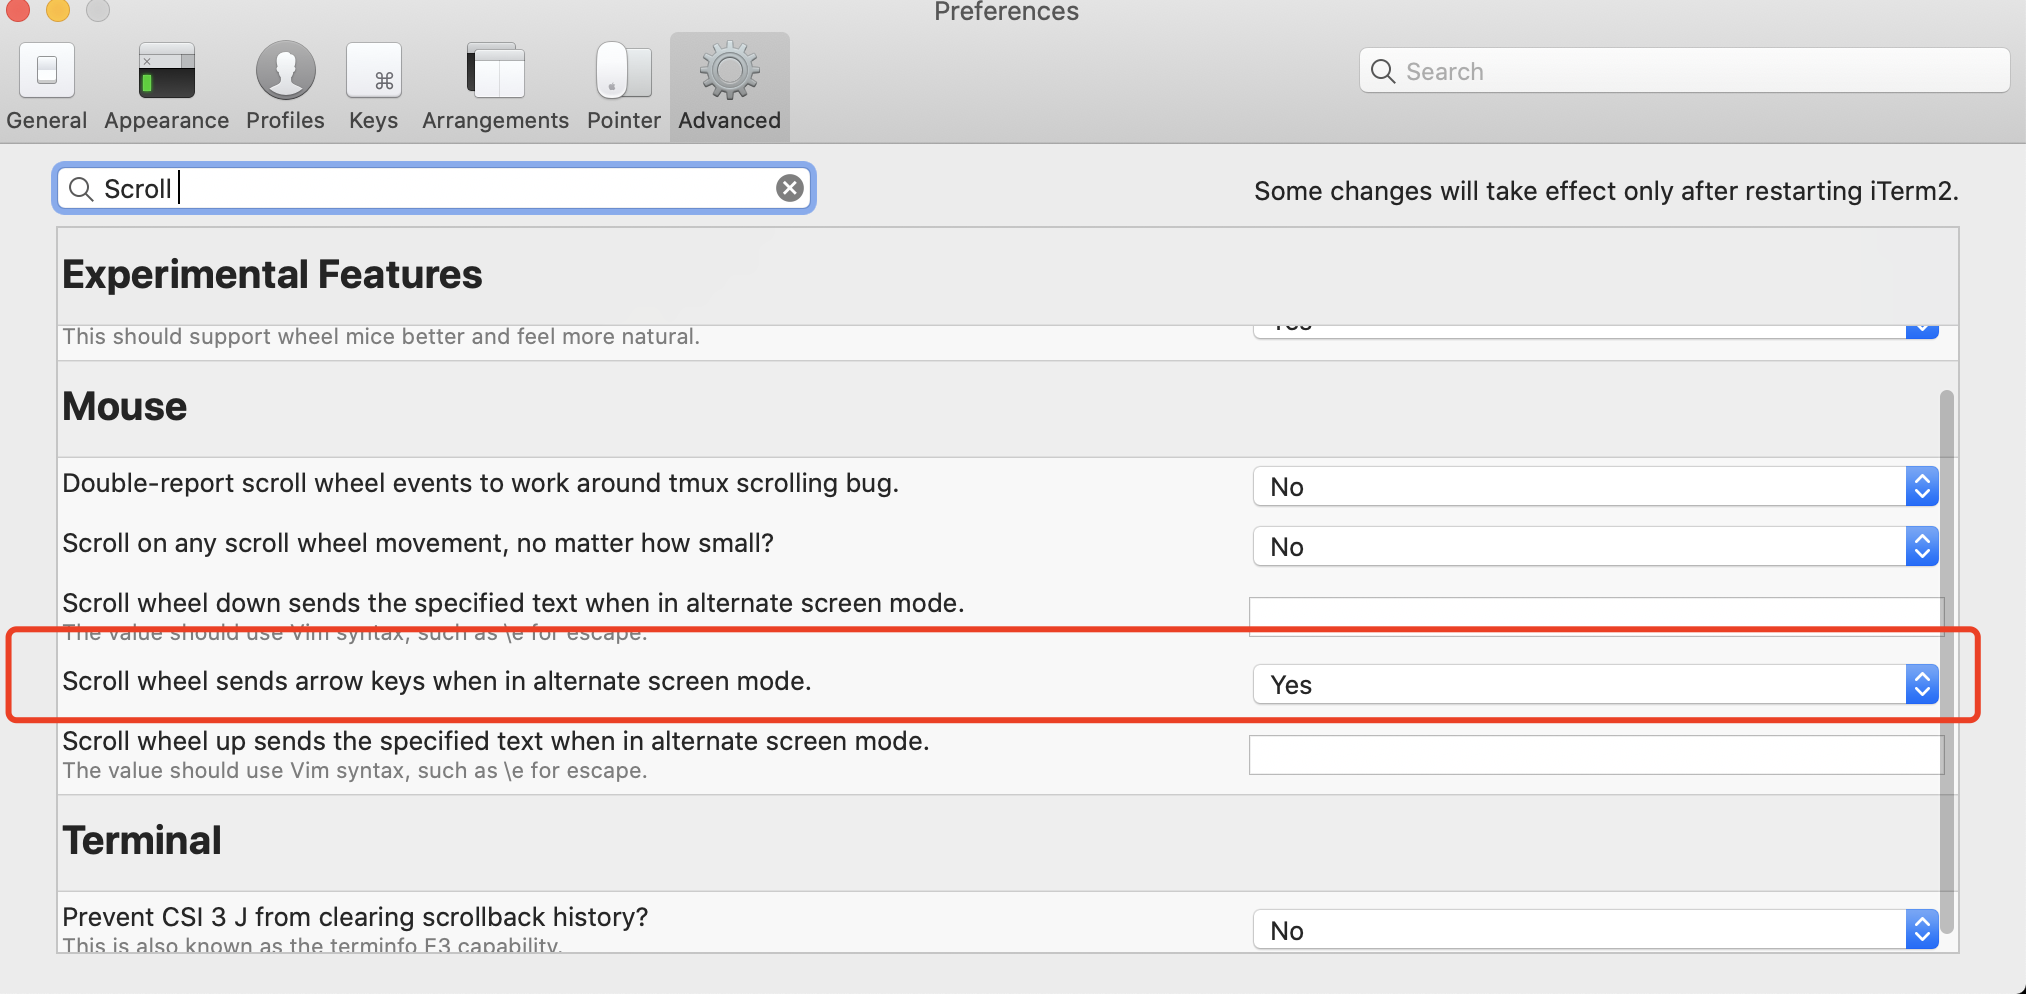 Preferences
General Appearance Profiles Keys Arrangements Pointer Advanced
Search
Scroll
Some changes will take effect only after restarting iTerm2.
Experimental Features
This should support wheel mice better and feel more natural.
Yes
Mouse
Double-report scroll wheel events to work around tmux scrolling bug.
No
Scroll on any scroll wheel movement, no matter how small?
No
Scroll wheel down sends the specified text when in alternate screen mode.
The value should use Vim syntax, such as \e for escape.
Scroll wheel sends arrow keys when in alternate screen mode.
Yes
Scroll wheel up sends the specified text when in alternate screen mode.
The value should use Vim syntax, such as \e for escape.
Terminal
Prevent CSI 3 J from clearing scrollback history?
No
This is also known as the terminfo E3 capability.